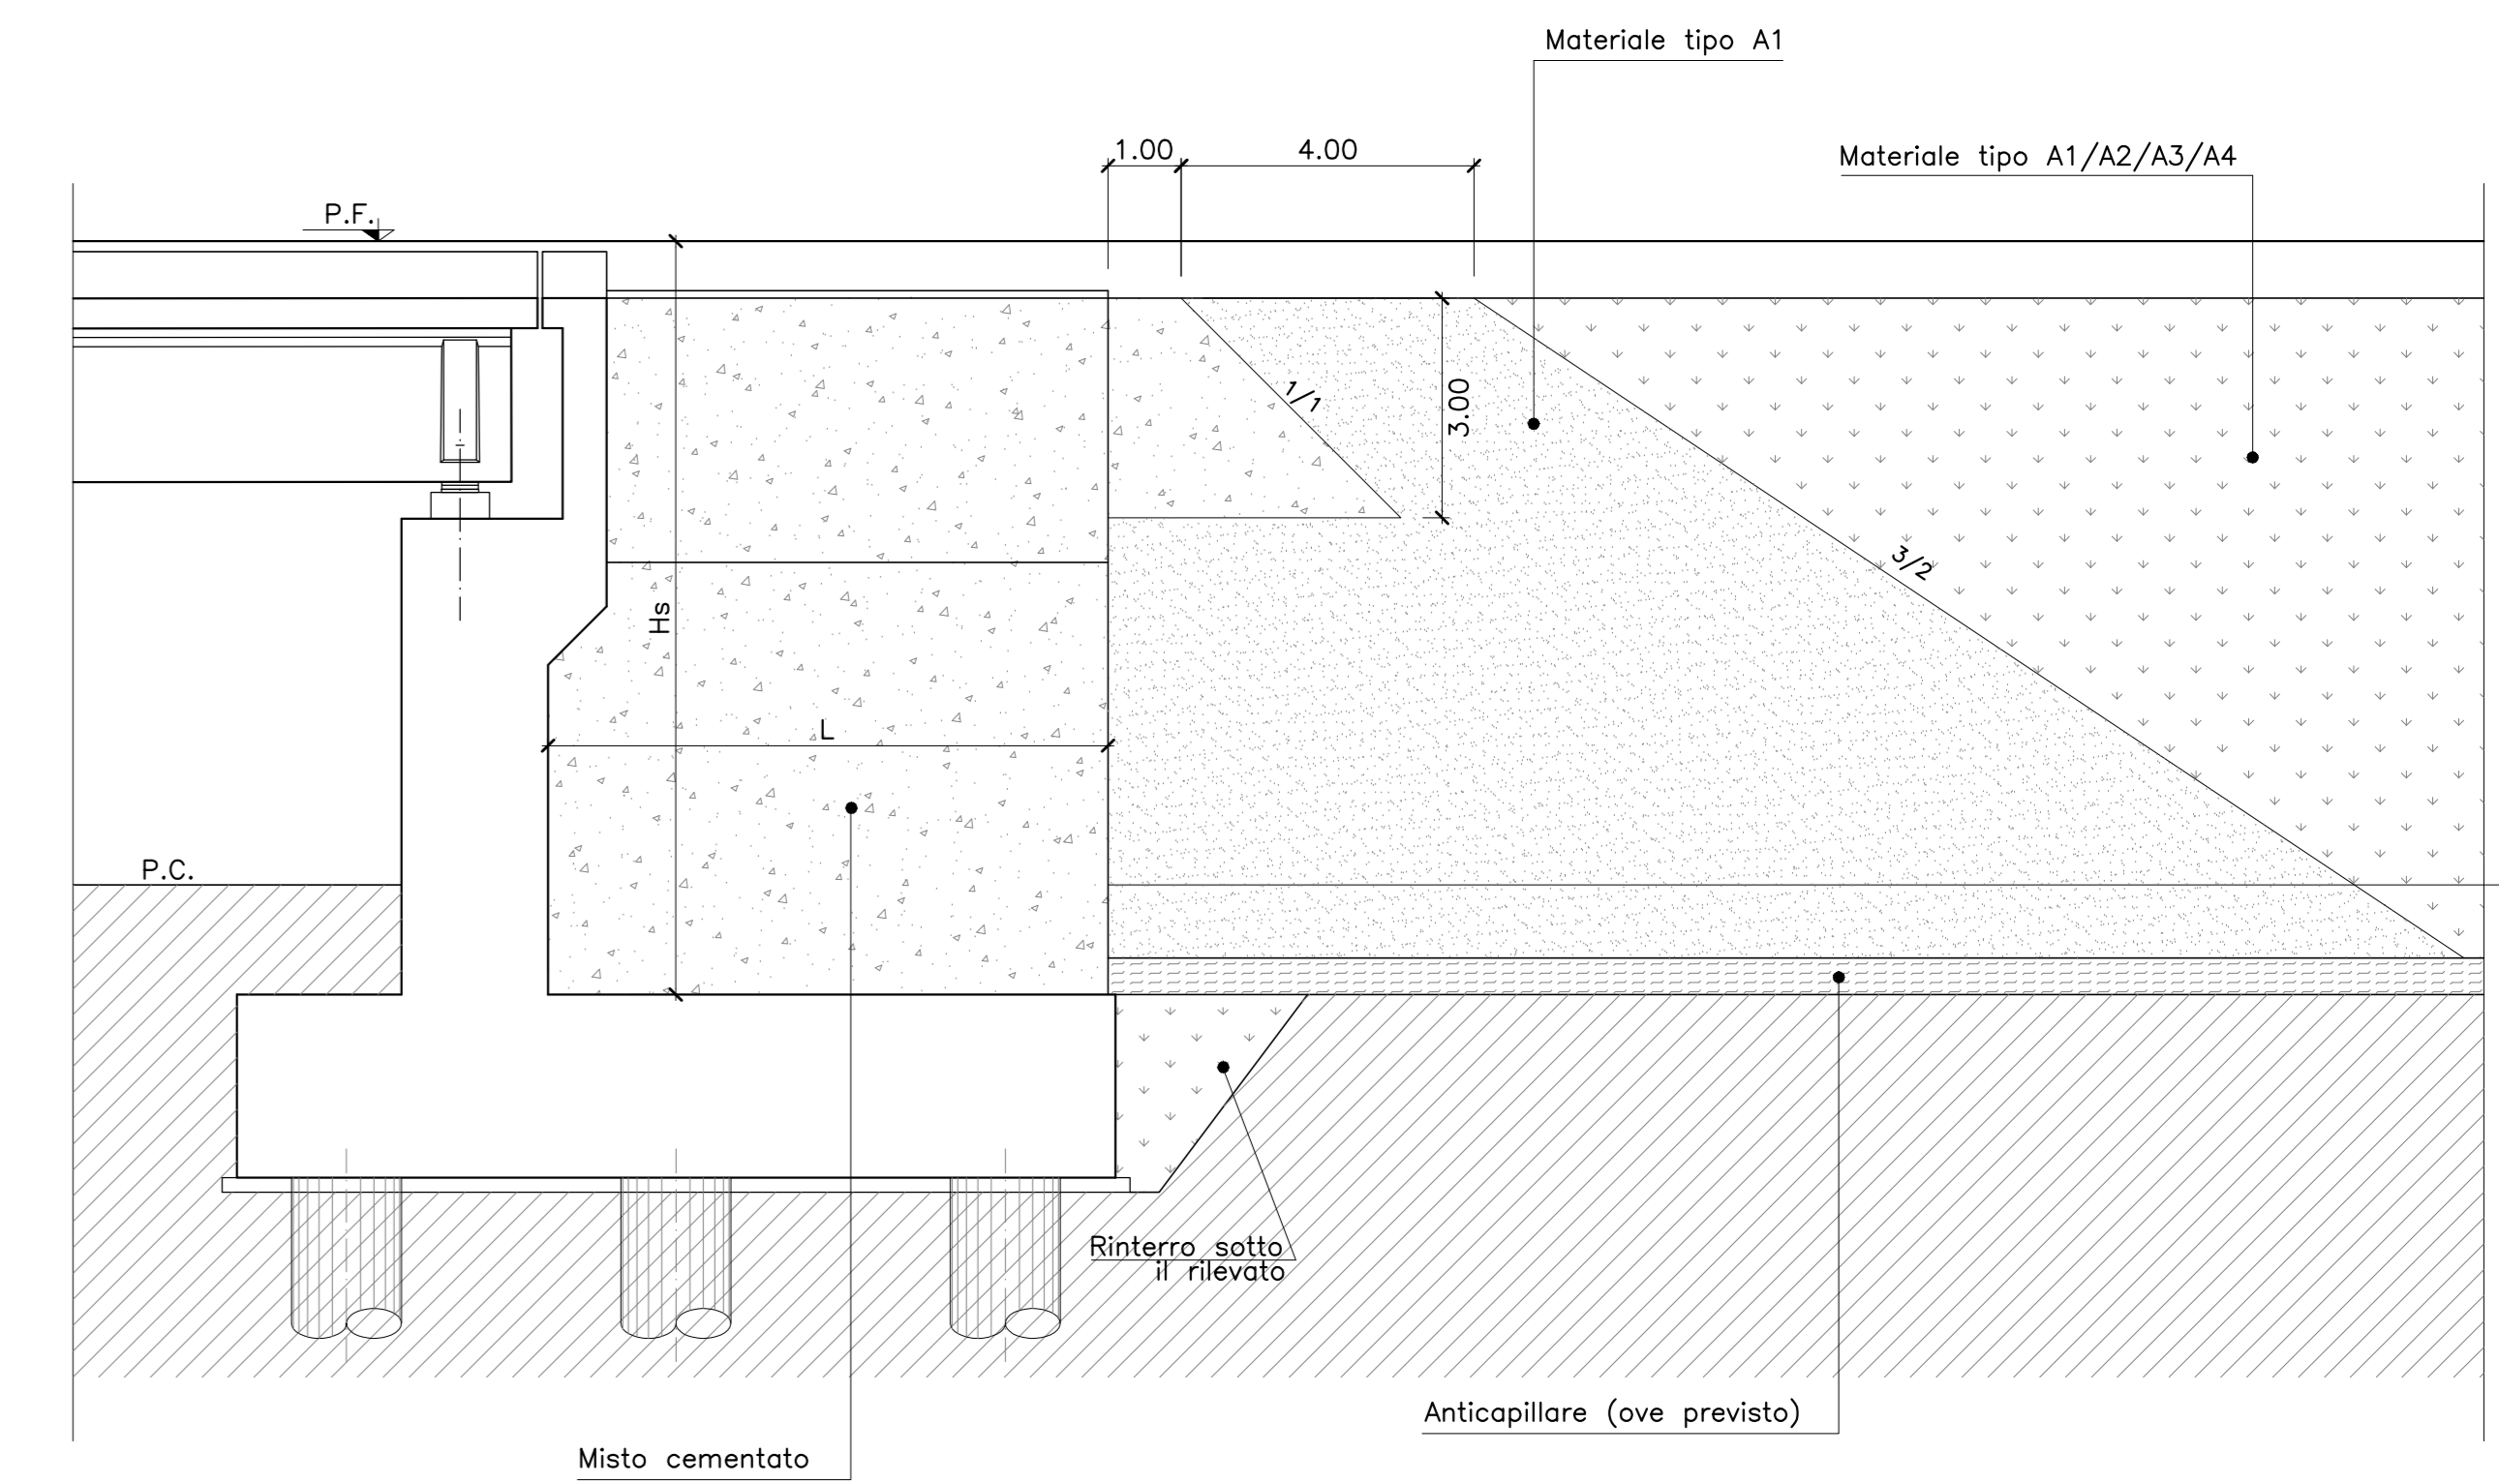 Materiale tipo A1
1.00
4.00
Materiale tipo A1/A2/A3/A4
P.F.
1/1
3.00
3/2
Hs
L
P.C.
Rinterro sotto
il rilevato
Anticapillare (ove previsto)
Misto cementato